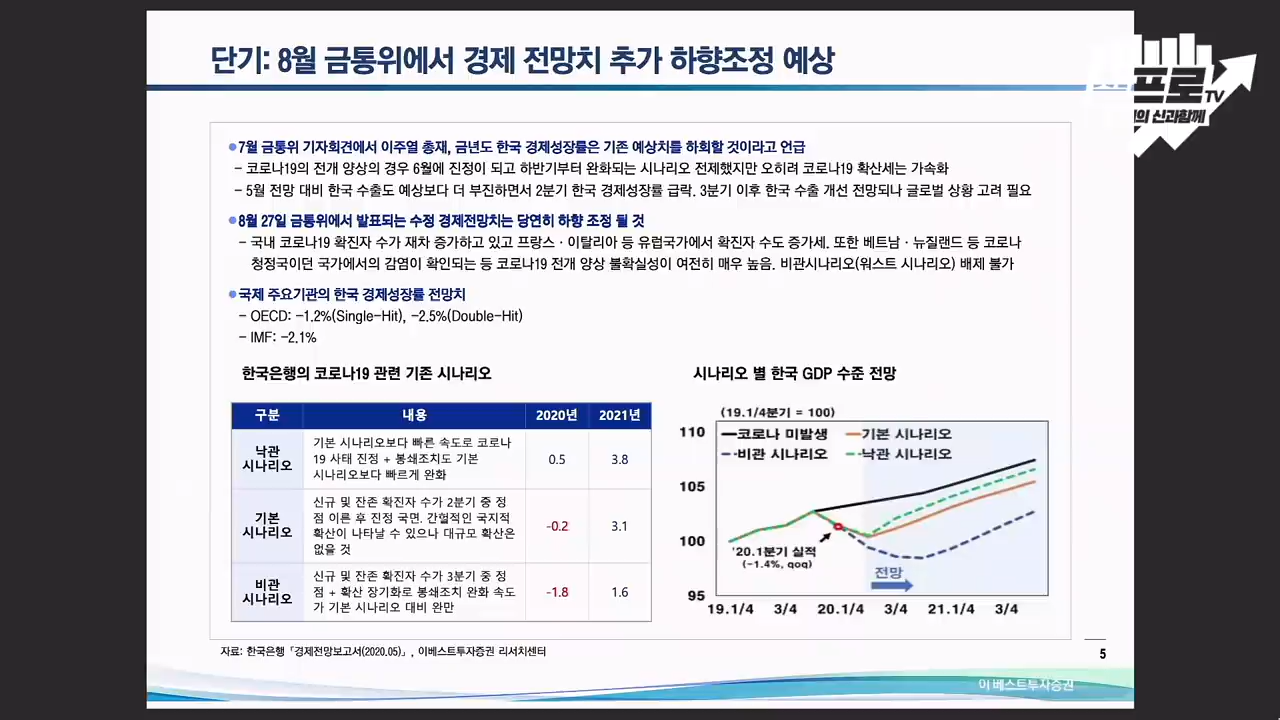 단기: 8월 금통위에서 경제 전망치 추가 하향조정 예상
프로TV
의 신과함께
●7월 금통위 기자회견에서 이주열 총재, 금년도 한국 경제성장률은 기존 예상치를 하회할 것이라고 언급
- 코로나19의 전개 양상의 경우 6월에 진정이 되고 하반기부터 완화되는 시나리오 전제했지만 오히려 코로나19 확산세는 가속화
- 5월 전망 대비 한국 수출도 예상보다 더 부진하면서 2분기 한국 경제성장률 급락. 3분기 이후 한국 수출 개선 전망되나 글로벌 상황 고려 필요
●8월 27일 금통위에서 발표되는 수정 경제전망치는 당연히 하향 조정 될 것
- 국내 코로나19 확진자 수가 재차 증가하고 있고 프랑스 · 이탈리아 등 유럽국가에서 확진자 수도 증가세. 또한 베트남 · 뉴질랜드 등 코로나
청정국이던 국가에서의 감염이 확인되는 등 코로나19 전개 양상 불확실성이 여전히 매우 높음. 비관시나리오(워스트 시나리오) 배제 불가
●국제 주요기관의 한국 경제성장률 전망치
- OECD: -1.2%(Single-Hit), -2.5%(Double-Hit)
- IMF: -2.1%
한국은행의 코로나19 관련 기존 시나리오
구분 내용 2020년 2021년
낙관
시나리오
기본 시나리오보다 빠른 속도로 코로나
19 사태 진정 + 봉쇄조치도 기본
시나리오보다 빠르게 완화
0.5 3.8
기본
시나리오
신규 및 잔존 확진자 수가 2분기 중 정
점 이른 후 진정 국면. 간헐적인 국지적
확산이 나타날 수 있으나 대규모 확산은
없을 것
-0.2 3.1
비관
시나리오
신규 및 잔존 확진자 수가 3분기 중 정
점 + 확산 장기화로 봉쇄조치 완화 속도
가 기본 시나리오 대비 완만
-1.8 1.6
시나리오 별 한국 GDP 수준 전망
(19.1/4분기 = 100)
코로나 미발생 기본 시나리오
비관 시나리오 낙관 시나리오
110
105
100
95
'20.1분기 실적
(-1.4%, qoq)
전망
19.1/4 3/4 20.1/4 3/4 21.1/4 3/4
자료: 한국은행 「경제전망보고서(2020.05)」, 이베스트투자증권 리서치센터
5
이베스트투자증권